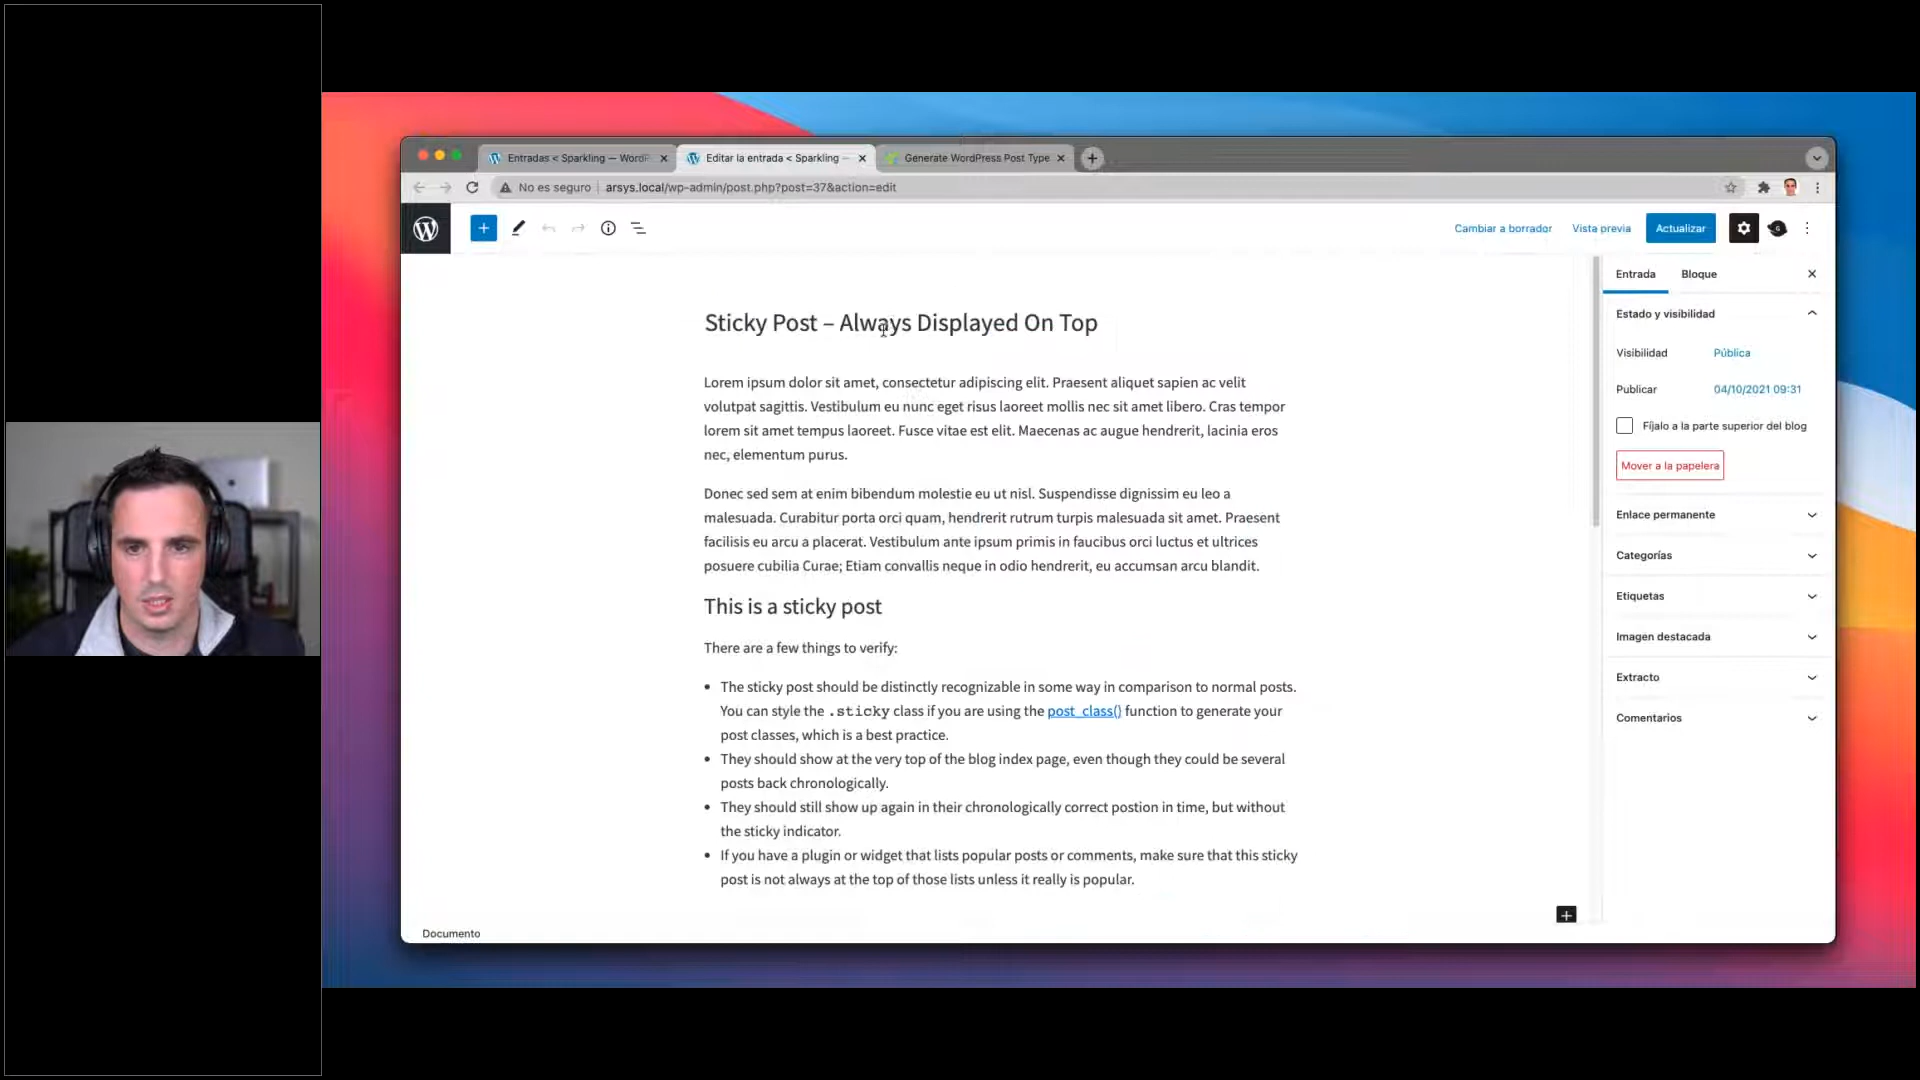 Entradas < Sparkling — WordP
Editar la entrada < Sparkling —
Generate WordPress Post Type
No es seguro
arsys.local/wp-admin/post.php?post=37&action=edit
Cambiar a borrador
Vista previa
Actualizar
Entrada
Bloque
Sticky Post – Always Displayed On Top
Lorem ipsum dolor sit amet, consectetur adipiscing elit. Praesent aliquet sapien ac velit
volutpat sagittis. Vestibulum eu nunc eget risus laoreet mollis nec sit amet libero. Cras tempor
lorem sit amet tempus laoreet. Fusce vitae est elit. Maecenas ac augue hendrerit, lacinia eros
nec, elementum purus.
Donec sed sem at enim bibendum molestie eu ut nisl. Suspendisse dignissim eu leo a
malesuada. Curabitur porta orci quam, hendrerit rutrum turpis malesuada sit amet. Praesent
facilisis eu arcu a placerat. Vestibulum ante ipsum primis in faucibus orci luctus et ultrices
posuere cubilia Curae; Etiam convallis neque in odio hendrerit, eu accumsan arcu blandit.
This is a sticky post
There are a few things to verify:
• The sticky post should be distinctly recognizable in some way in comparison to normal posts.
You can style the .sticky class if you are using the post_class() function to generate your
post classes, which is a best practice.
• They should show at the very top of the blog index page, even though they could be several
posts back chronologically.
• They should still show up again in their chronologically correct postion in time, but without
the sticky indicator.
• If you have a plugin or widget that lists popular posts or comments, make sure that this sticky
post is not always at the top of those lists unless it really is popular.
Documento
Estado y visibilidad
Visibilidad
Pública
Publicar
04/10/2021 09:31
Fíjalo a la parte superior del blog
Mover a la papelera
Enlace permanente
Categorías
Etiquetas
Imagen destacada
Extracto
Comentarios